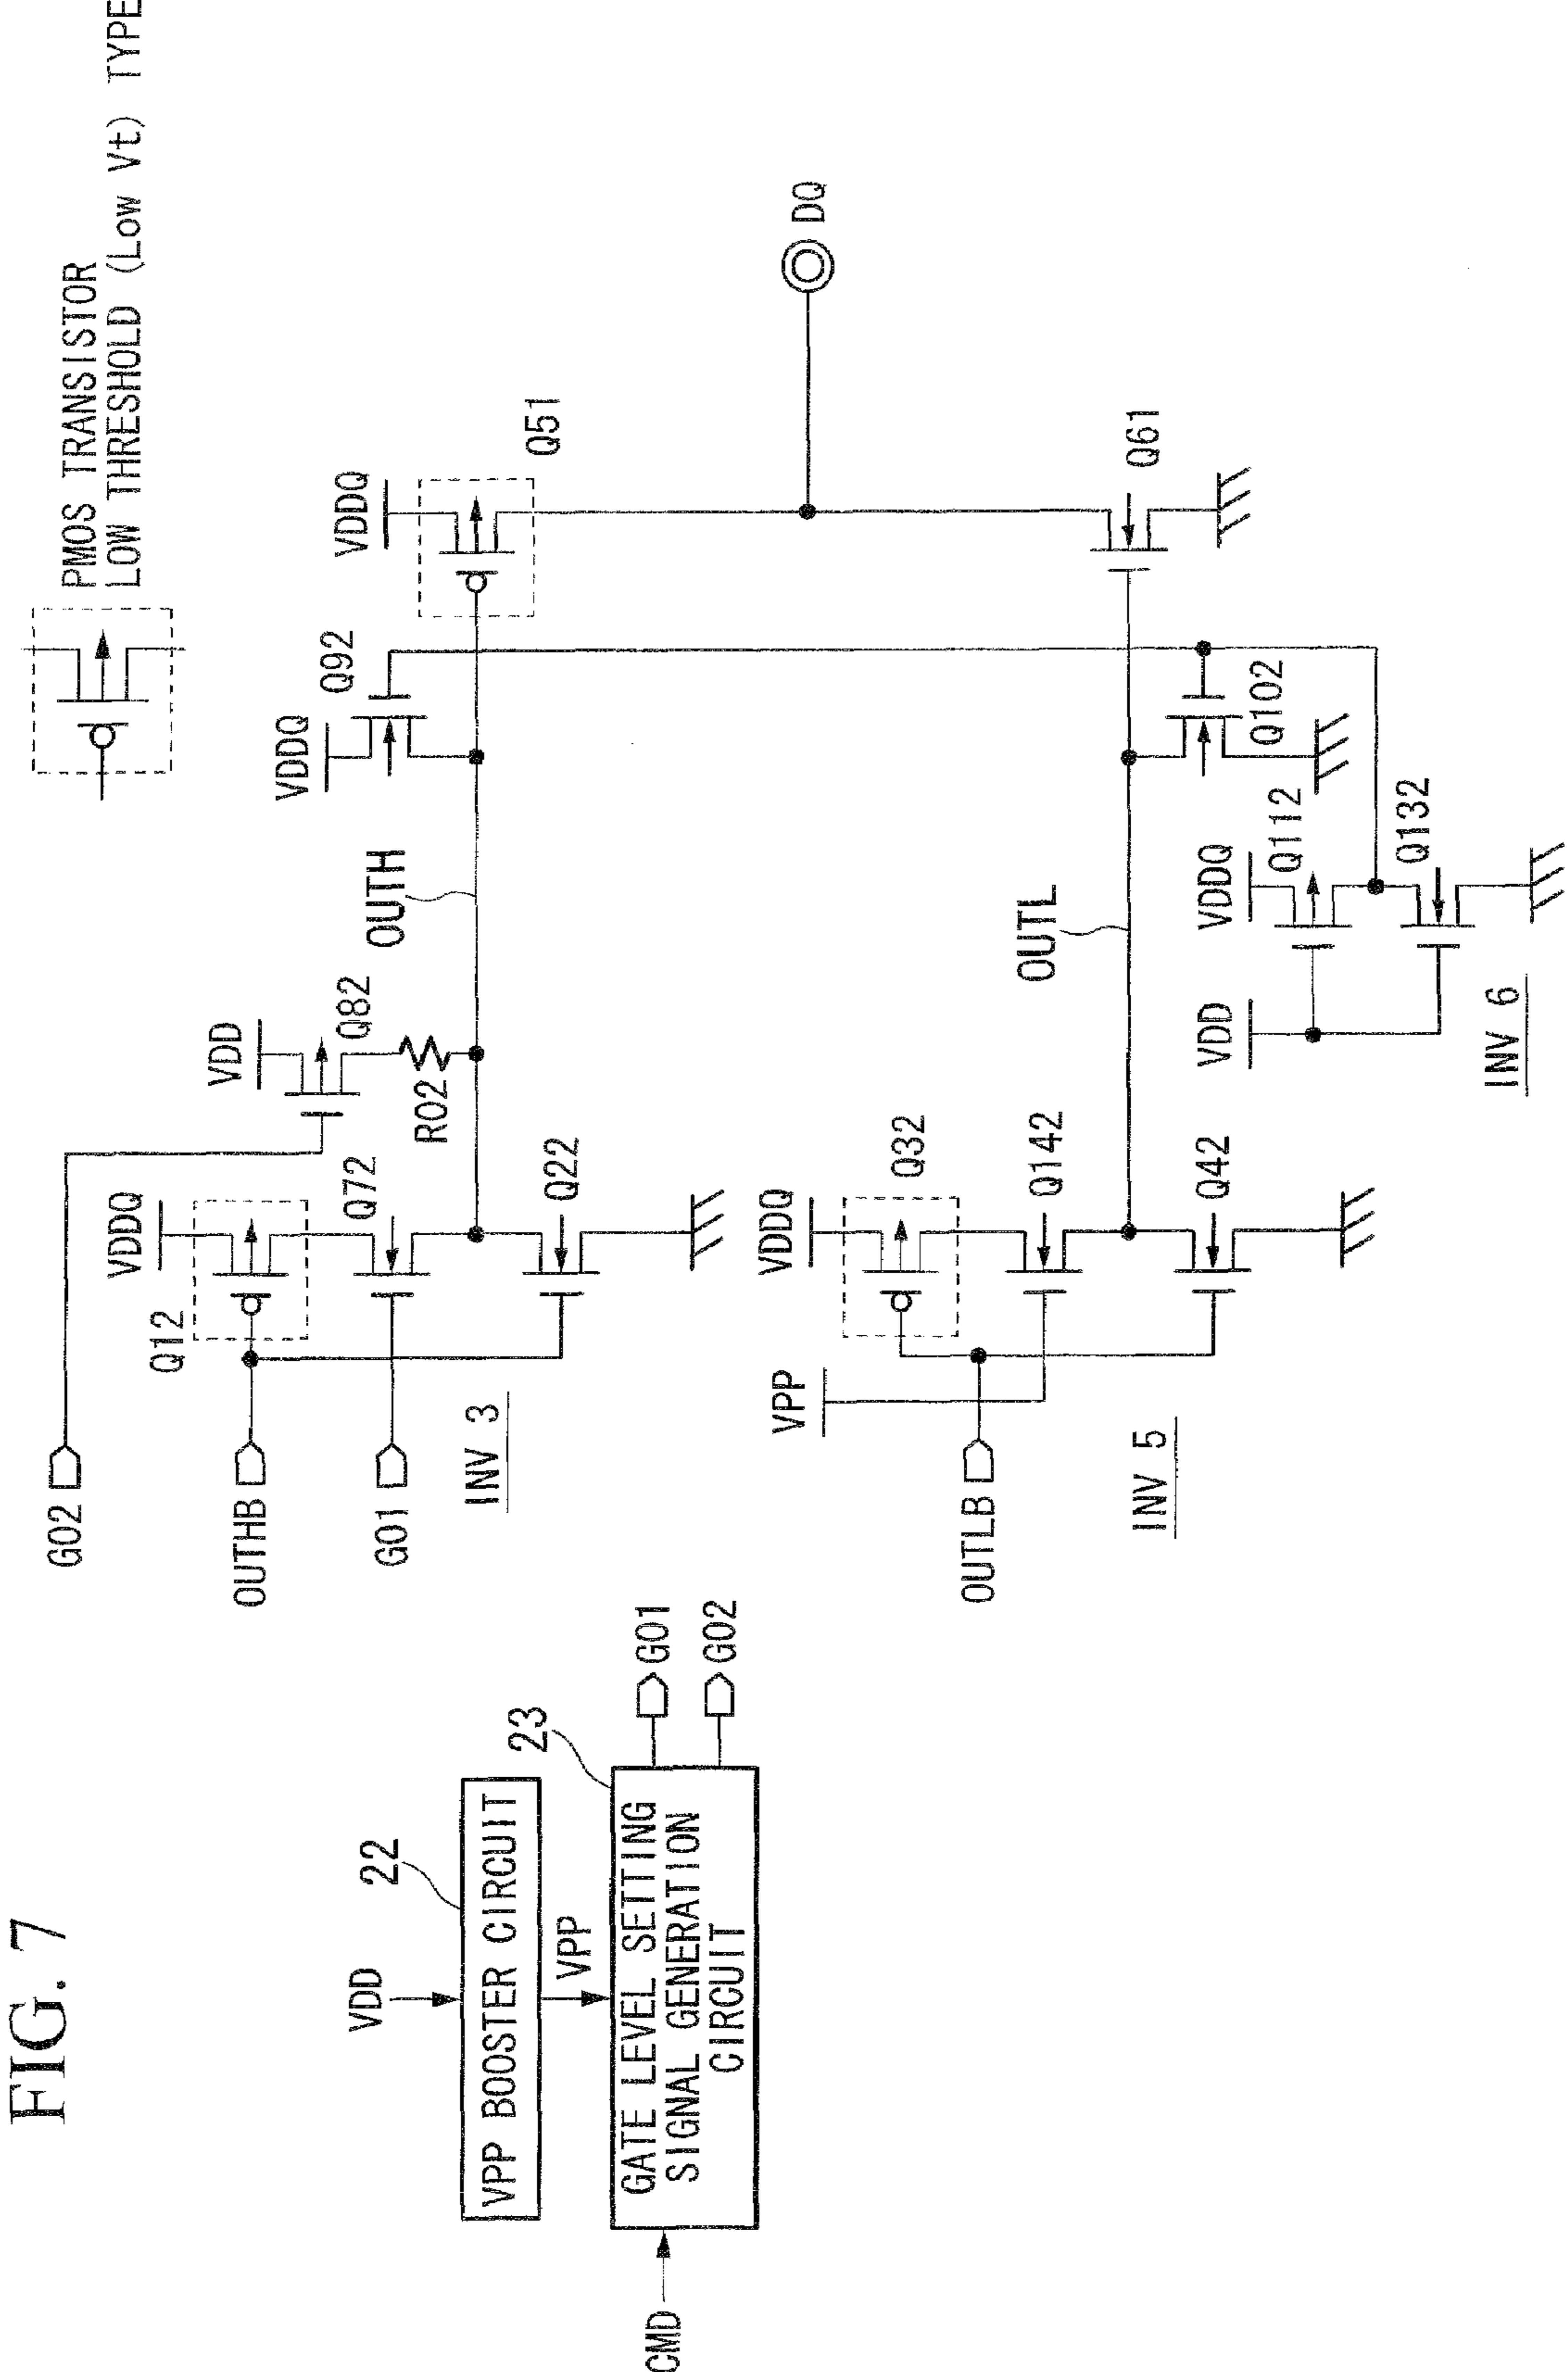 FIG. 7
PMOS TRANSISTOR
LOW THRESHOLD (Low Vt) TYPE
VDD
22
VPP BOOSTER CIRCUIT
VPP
23
CMD
GATE LEVEL SETTING
SIGNAL GENERATION
CIRCUIT
G01
G02
G02
OUTHB
G01
INV 3
Q12
VDDQ
Q72
Q22
VDD
Q82
R02
OUTH
VDDQ
Q92
VDDQ
Q51
DQ
Q61
VPP
OUTLB
INV 5
VDDQ
Q32
Q142
Q42
OUTL
VDD
INV 6
VDDQ
Q112
Q132
Q102